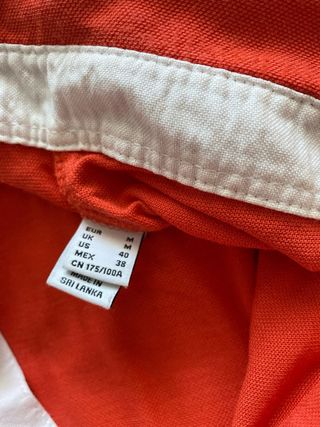 EUR M
UK M
US 40
MEX 38
CN 175/100A
MADE IN
SRI LANKA